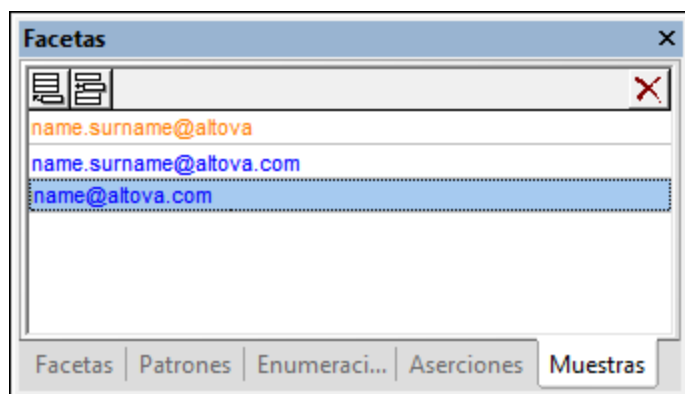 Facetas
name.surname@altova
name.surname@altova.com
name@altova.com
Facetas Patrones Enumeraci... Aserciones Muestras